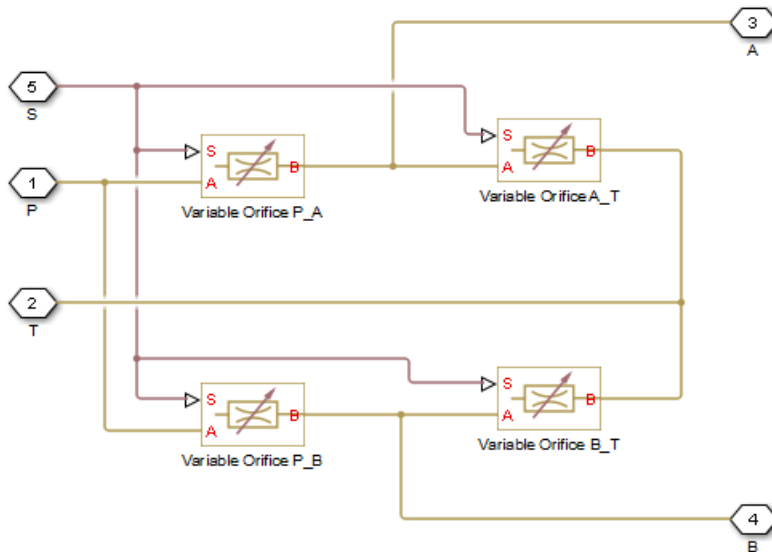 3
A
5
S
S
A
B
Variable Orifice A_T
S
A
B
Variable Orifice P_A
1
P
2
T
S
A
B
Variable Orifice B_T
S
A
B
Variable Orifice P_B
4
B